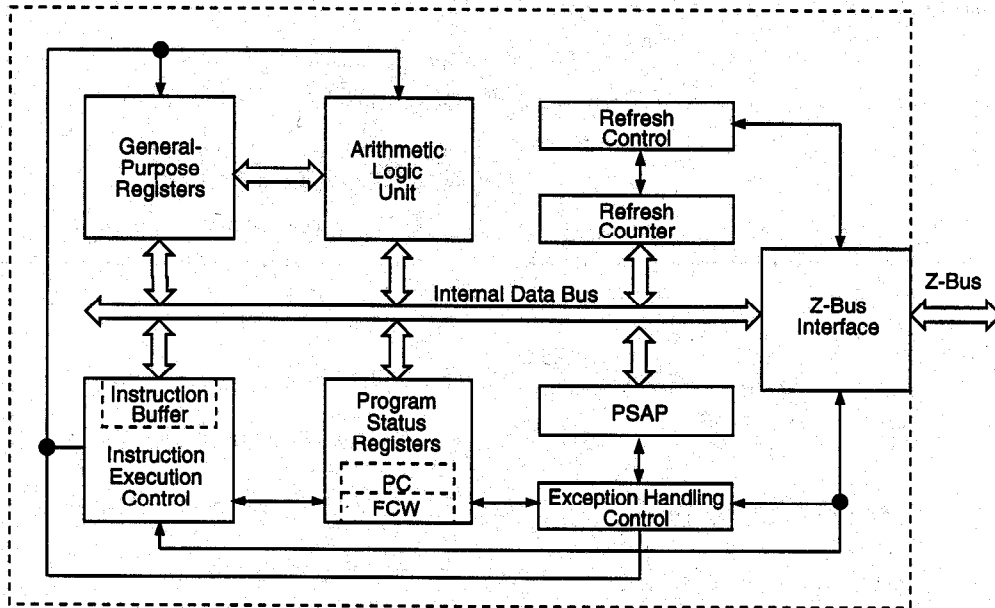 General-
Purpose
Registers
Arithmetic
Logic
Unit
Refresh
Control
Refresh
Counter
Internal Data Bus
Z-Bus
Interface
Z-Bus
Instruction
Buffer
Instruction
Execution
Control
Program
Status
Registers
PC
FCW
PSAP
Exception Handling
Control